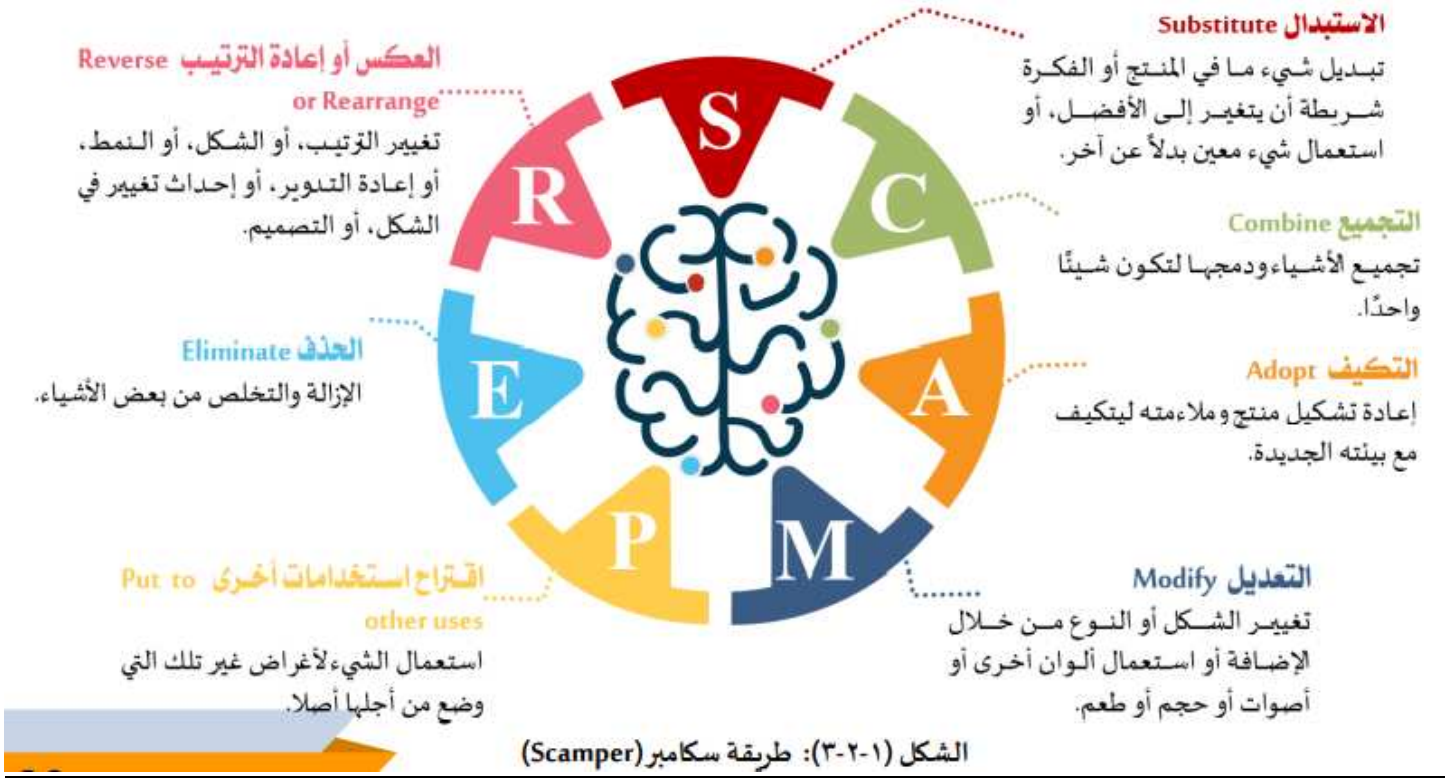 الاستبدال Substitute
تبديل شيء ما في المنتج أو الفكرة
شريطة أن يتغير إلى الأفضل، أو
استعمال شيء معين بدلاً عن آخر.
التجميع Combine
تجميع الأشياء ودمجها لتكون شيئًا
واحدًا.
التكيف Adopt
إعادة تشكيل منتج وملاءمته ليتكيف
مع بيئته الجديدة.
التعديل Modify
تغيير الشكل أو النوع من خلال
الإضافة أو استعمال ألوان أخرى أو
أصوات أو حجم أو طعم.
اقتراح استخدامات أخرى Put to
other uses
استعمال الشيء لأغراض غير تلك التي
وضع من أجلها أصلا.
الحذف Eliminate
الإزالة والتخلص من بعض الأشياء.
العكس أو إعادة الترتيب Reverse
or Rearrange
تغيير الترتيب، أو الشكل، أو النمط،
أو إعادة التدوير، أو إحداث تغيير في
الشكل، أو التصميم.
S
C
A
M
P
E
R
الشكل (١-٢-٣): طريقة سكامبر (Scamper)